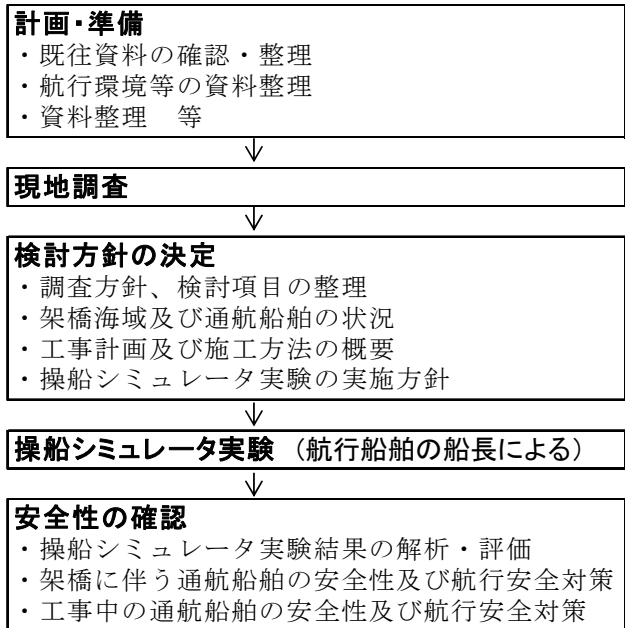 計画・準備
・既往資料の確認・整理
・航行環境等の資料整理
・資料整理　等
現地調査
検討方針の決定
・調査方針、検討項目の整理
・架橋海域及び通航船舶の状況
・工事計画及び施工方法の概要
・操船シミュレータ実験の実施方針
操船シミュレータ実験　（航行船舶の船長による）
安全性の確認
・操船シミュレータ実験結果の解析・評価
・架橋に伴う通航船舶の安全性及び航行安全対策
・工事中の通航船舶の安全性及び航行安全対策